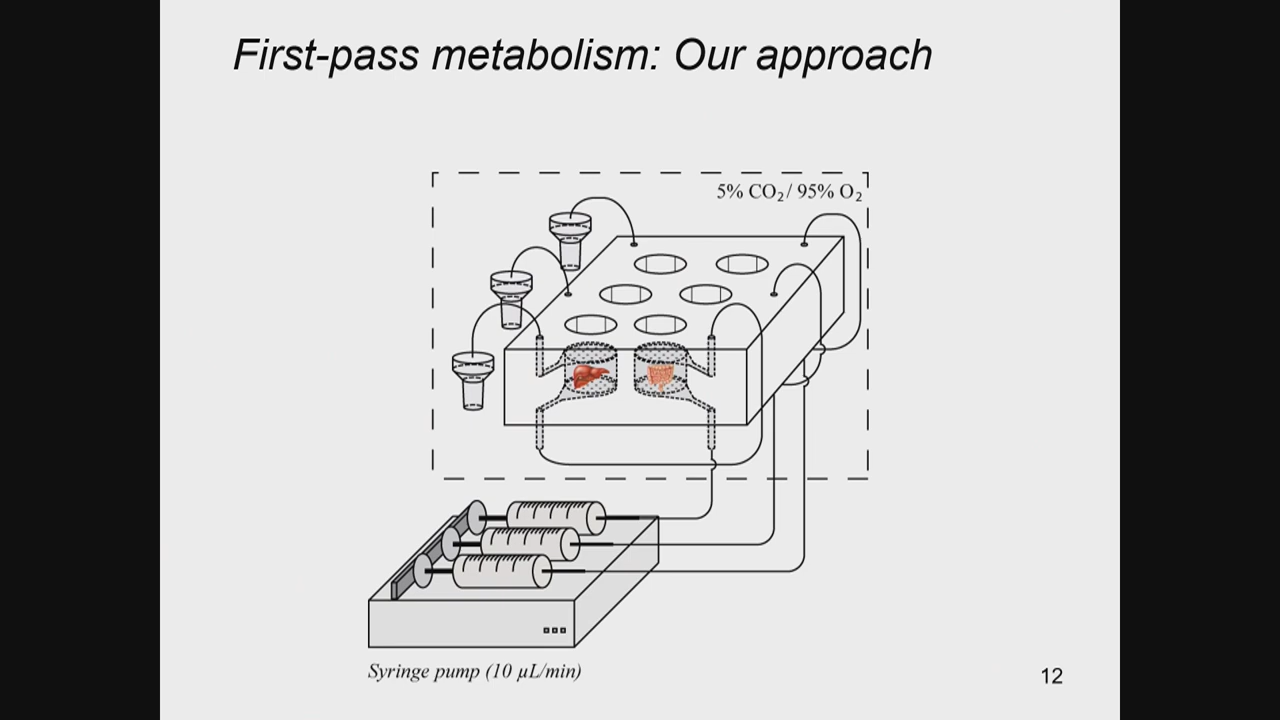 First-pass metabolism: Our approach
5% CO₂/ 95% O₂
Syringe pump (10 µL/min)
12